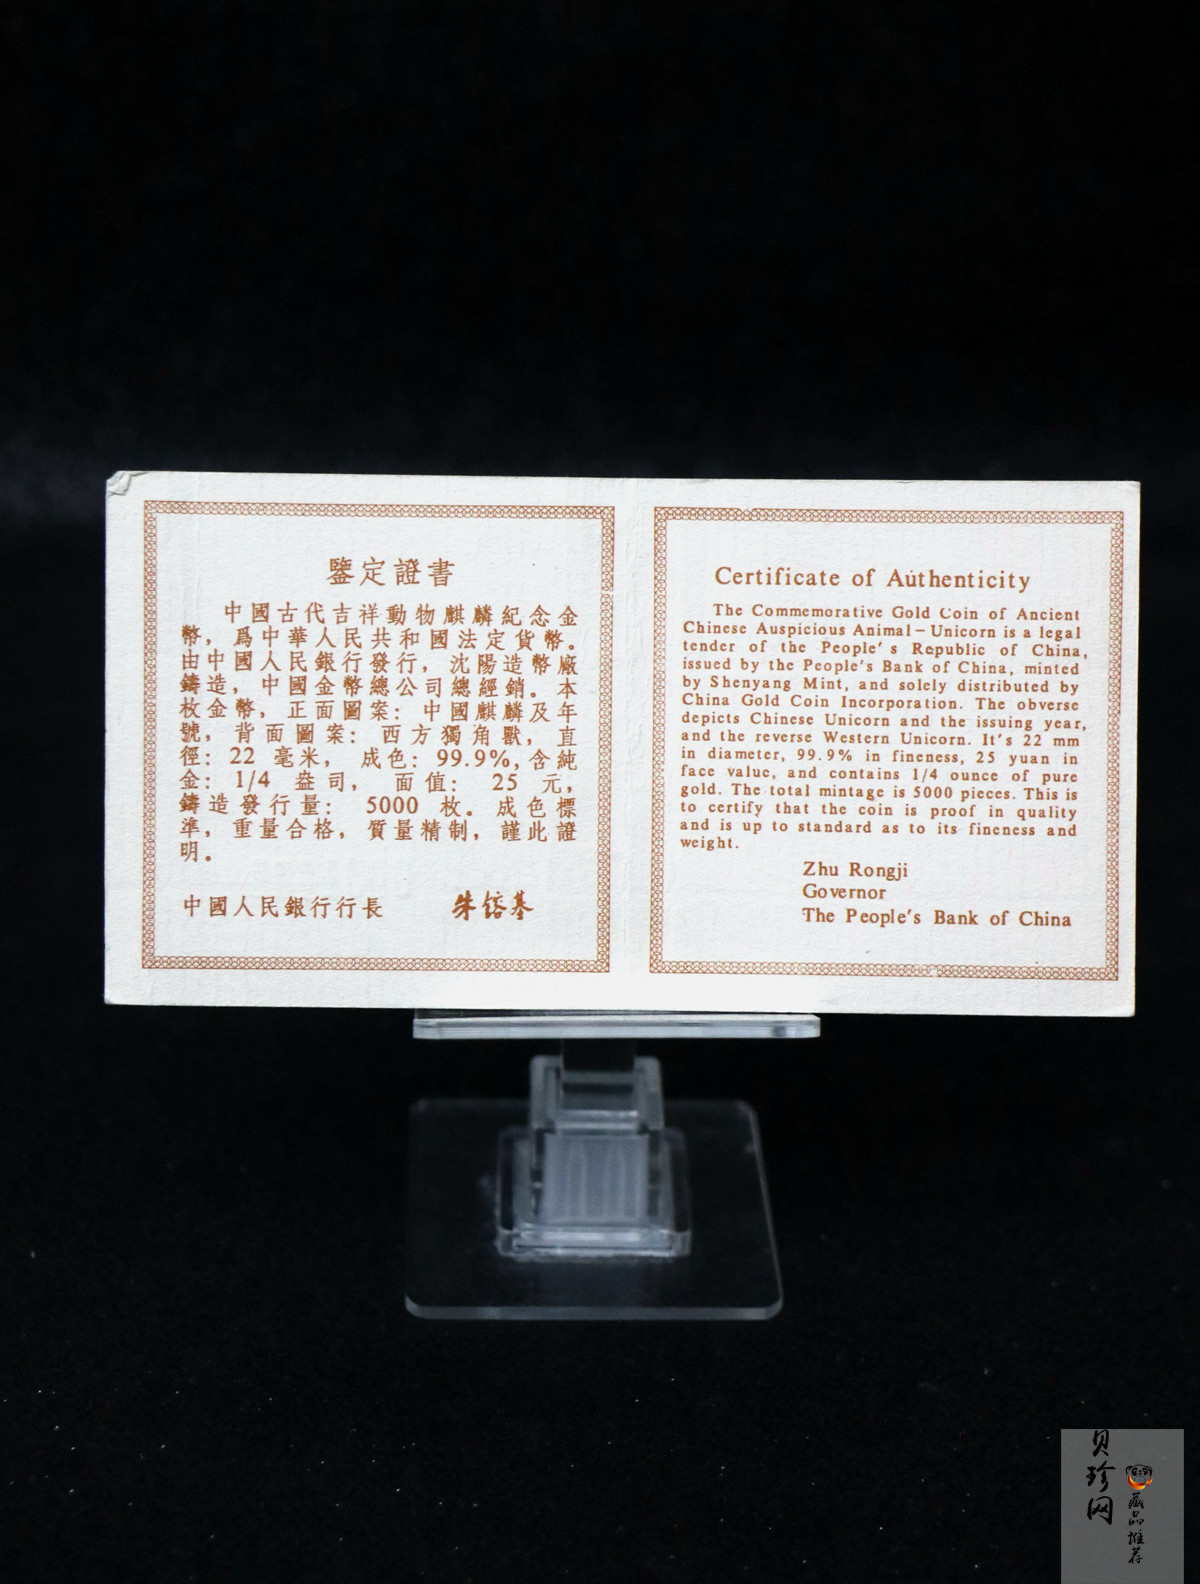 鑒定證書
中國古代吉祥動物麒麟紀念金
幣，爲中華人民共和國法定貨幣。
由中國人民銀行發行，沈陽造幣廠
鑄造，中國金幣總公司總經銷。本
枚金幣，正面圖案：中國麒麟及年
號，背面圖案：西方獨角獸，直
徑：22 毫米，成色：99.9%，含純
金：1/4 盎司，面值：25 元，
鑄造發行量：5000 枚。成色標
準，重量合格，質量精制，謹此證
明。
中國人民銀行行長 朱鎔基
Certificate of Authenticity
The Commemorative Gold Coin of Ancient
Chinese Auspicious Animal–Unicorn is a legal
tender of the People's Republic of China,
issued by the People's Bank of China, minted
by Shenyang Mint, and solely distributed by
China Gold Coin Incorporation. The obverse
depicts Chinese Unicorn and the issuing year,
and the reverse Western Unicorn. It's 22 mm
in diameter, 99.9% in fineness, 25 yuan in
face value, and contains 1/4 ounce of pure
gold. The total mintage is 5000 pieces. This is
to certify that the coin is proof in quality
and is up to standard as to its fineness and
weight.
Zhu Rongji
Governor
The People's Bank of China
贝珍网
藏品推荐